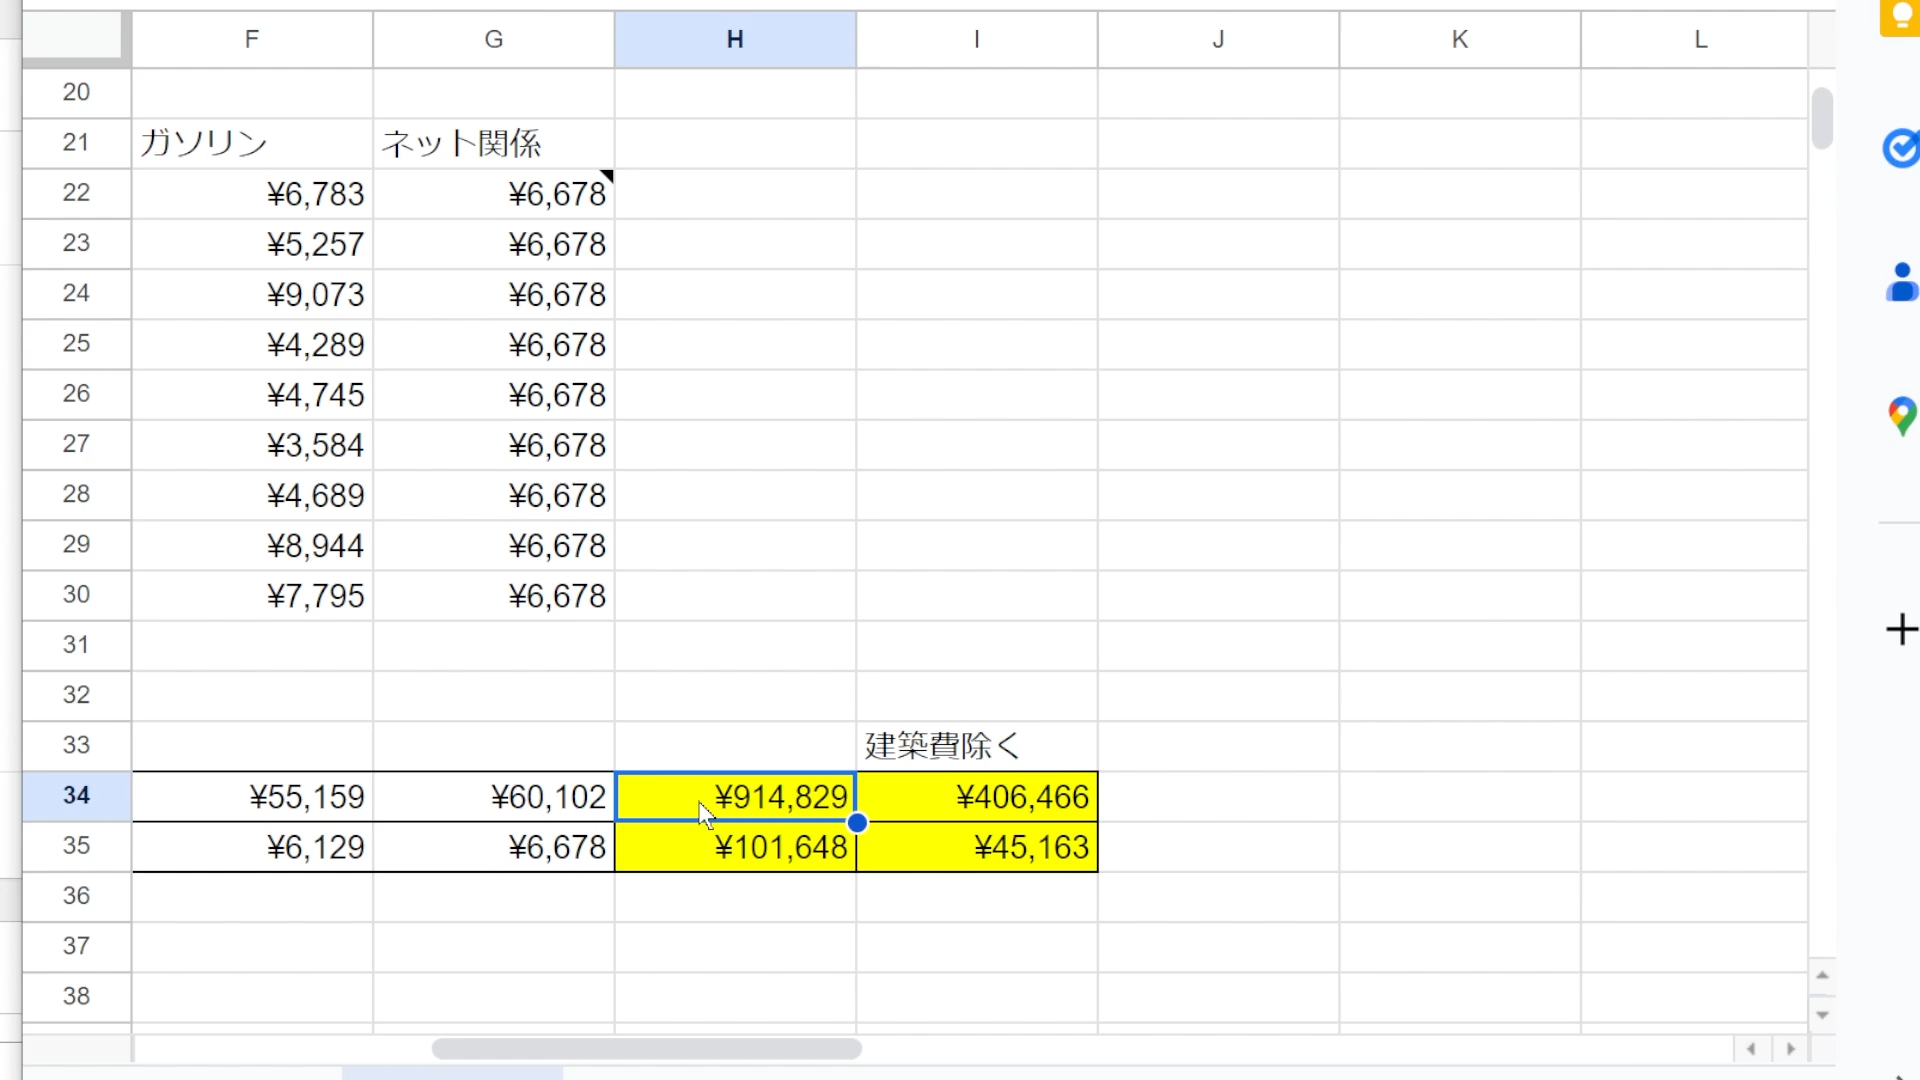 F G H I J K L
20
21 ガソリン ネット関係
22 ¥6,783 ¥6,678
23 ¥5,257 ¥6,678
24 ¥9,073 ¥6,678
25 ¥4,289 ¥6,678
26 ¥4,745 ¥6,678
27 ¥3,584 ¥6,678
28 ¥4,689 ¥6,678
29 ¥8,944 ¥6,678
30 ¥7,795 ¥6,678
31
32
33 建築費除く
34 ¥55,159 ¥60,102 ¥914,829 ¥406,466
35 ¥6,129 ¥6,678 ¥101,648 ¥45,163
36
37
38